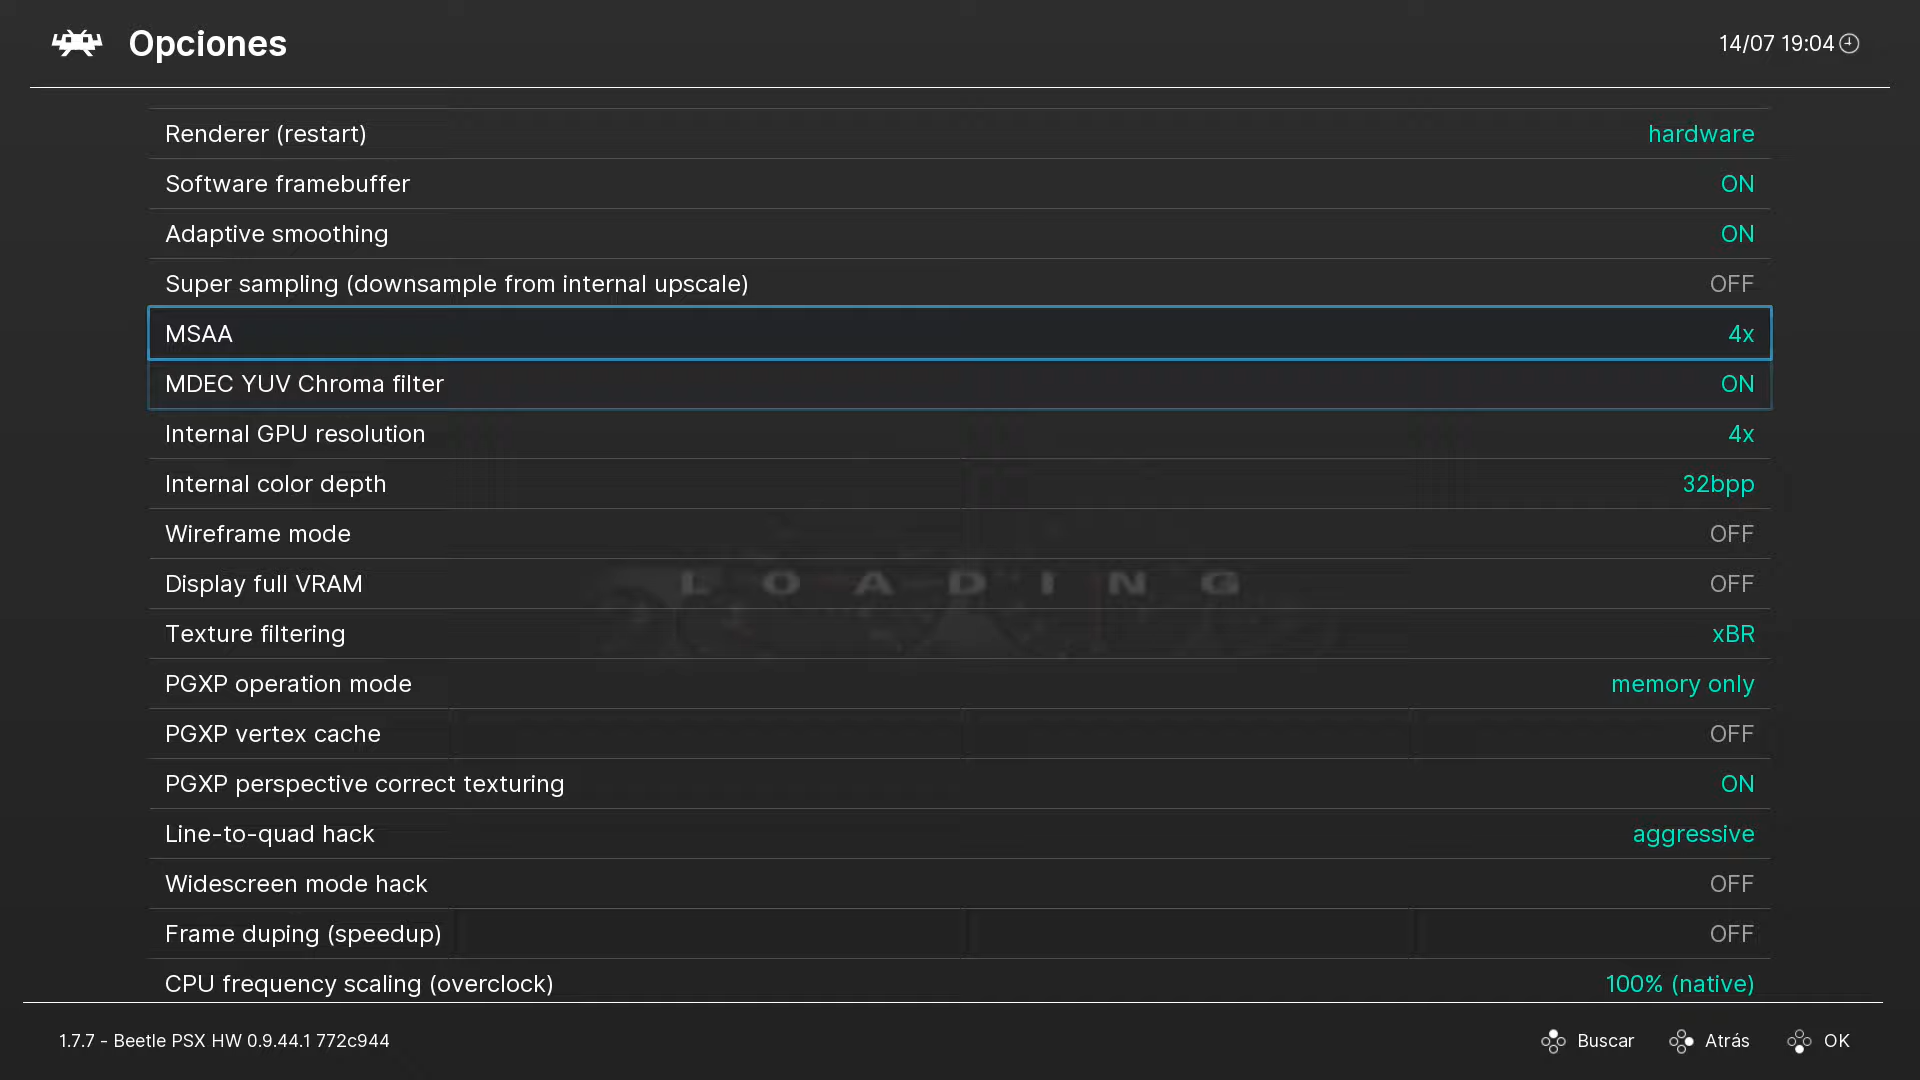 Opciones
14/07 19:04
Renderer (restart) hardware
Software framebuffer ON
Adaptive smoothing ON
Super sampling (downsample from internal upscale) OFF
MSAA 4x
MDEC YUV Chroma filter ON
Internal GPU resolution 4x
Internal color depth 32bpp
Wireframe mode OFF
Display full VRAM OFF
LOADING
Texture filtering xBR
PGXP operation mode memory only
PGXP vertex cache OFF
PGXP perspective correct texturing ON
Line-to-quad hack aggressive
Widescreen mode hack OFF
Frame duping (speedup) OFF
CPU frequency scaling (overclock) 100% (native)
1.7.7 - Beetle PSX HW 0.9.44.1 772c944
Buscar Atrás OK